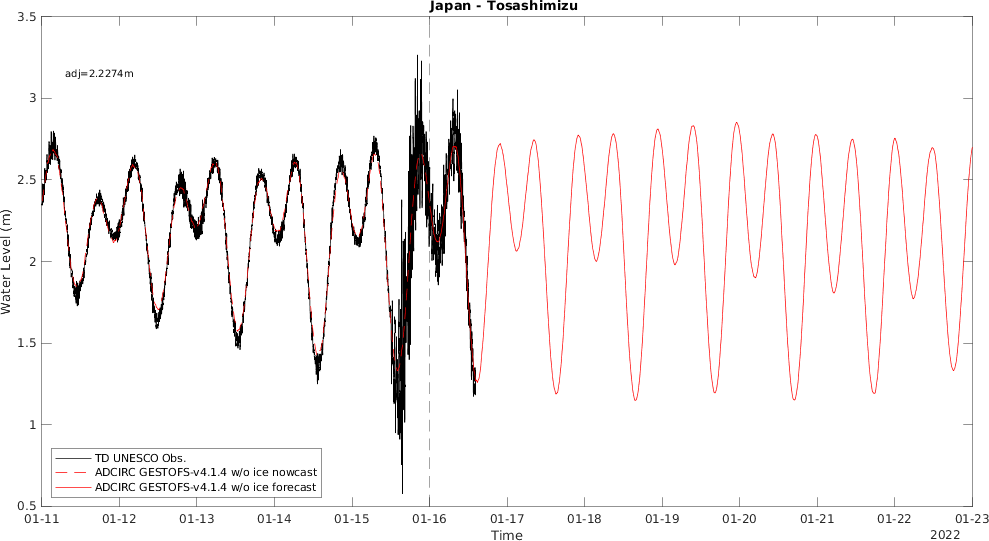 Japan - Tosashimizu
3.5
adj=2.2274m
3
2.5
2
1.5
1
0.5
Water Level (m)
TD UNESCO Obs.
ADCIRC GESTOFS-v4.1.4 w/o ice nowcast
ADCIRC GESTOFS-v4.1.4 w/o ice forecast
01-11 01-12 01-13 01-14 01-15 01-16 01-17 01-18 01-19 01-20 01-21 01-22 01-23
Time
2022